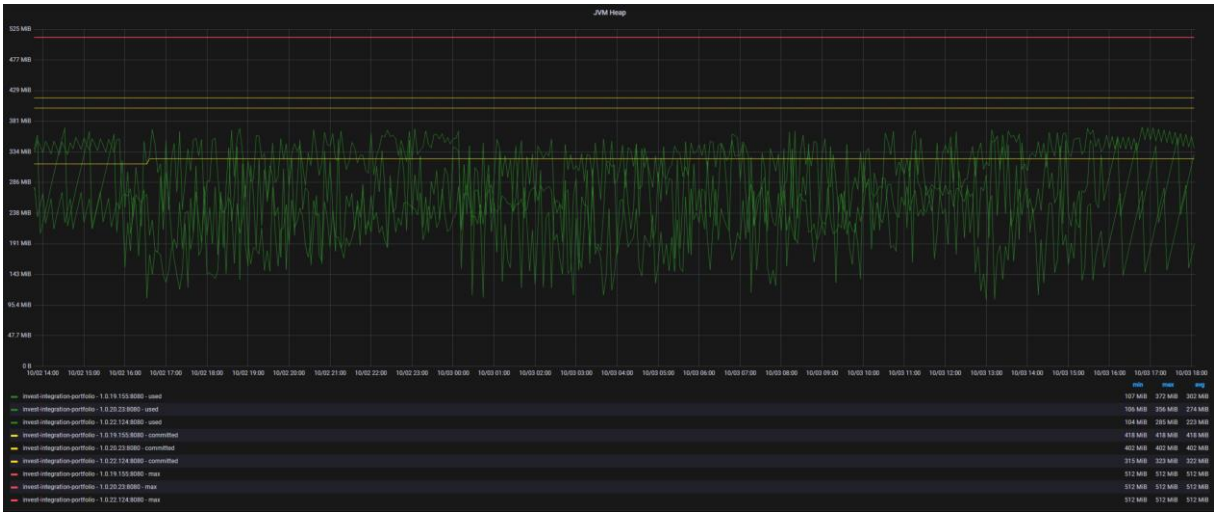 JVM Heap
525 MiB
477 MiB
429 MiB
381 MiB
334 MiB
286 MiB
238 MiB
191 MiB
143 MiB
95.4 MiB
47.7 MiB
0 B
10/02 14:00 10/02 15:00 10/02 16:00 10/02 17:00 10/02 18:00 10/02 19:00 10/02 20:00 10/02 21:00 10/02 22:00 10/02 23:00 10/03 00:00 10/03 01:00 10/03 02:00 10/03 03:00 10/03 04:00 10/03 05:00 10/03 06:00 10/03 07:00 10/03 08:00 10/03 09:00 10/03 10:00 10/03 11:00 10/03 12:00 10/03 13:00 10/03 14:00 10/03 15:00 10/03 16:00 10/03 17:00 10/03 18:00
min max avg
invest-integration-portfolio - 1.0.19.155:8080 - used 107 MiB 372 MiB 302 MiB
invest-integration-portfolio - 1.0.20.23:8080 - used 106 MiB 356 MiB 274 MiB
invest-integration-portfolio - 1.0.22.124:8080 - used 104 MiB 285 MiB 223 MiB
invest-integration-portfolio - 1.0.19.155:8080 - committed 418 MiB 418 MiB 418 MiB
invest-integration-portfolio - 1.0.20.23:8080 - committed 402 MiB 402 MiB 402 MiB
invest-integration-portfolio - 1.0.22.124:8080 - committed 315 MiB 323 MiB 322 MiB
invest-integration-portfolio - 1.0.19.155:8080 - max 512 MiB 512 MiB 512 MiB
invest-integration-portfolio - 1.0.20.23:8080 - max 512 MiB 512 MiB 512 MiB
invest-integration-portfolio - 1.0.22.124:8080 - max 512 MiB 512 MiB 512 MiB